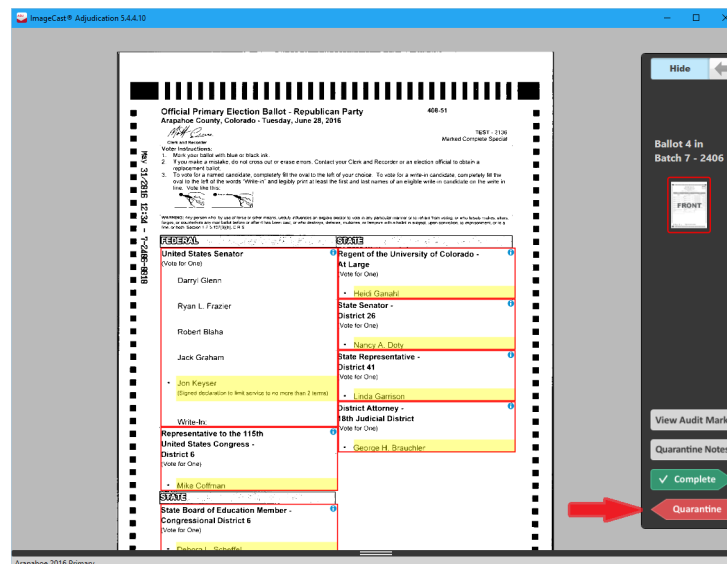 ImageCast® Adjudication 5.4.4.10
Official Primary Election Ballot - Republican Party
408-51
Arapahoe County, Colorado - Tuesday, June 28, 2016
TEST - 2136
Marked Complete Special
Clerk and Recorder
Voter Instructions:
1. Mark your ballot with blue or black ink.
2. If you make a mistake, do not cross out or erase errors. Contact your Clerk and Recorder or an election official to obtain a
replacement ballot.
3. To vote for a named candidate, completely fill the oval to the left of your choice. To vote for a write-in candidate, completely fill the
oval to the left of the words "Write-in" and legibly print at least the first and last names of an eligible write-in candidate on the write in
line. Vote like this:
May 31/2016 12:34 - 7-2406-0010
FEDERAL
United States Senator
(Vote for One)
Darryl Glenn
Ryan L. Frazier
Robert Blaha
Jack Graham
Jon Keyser
(Signed declaration to limit service to no more than 2 terms)
Write-In:
Representative to the 115th
United States Congress -
District 6
(Vote for One)
Mike Coffman
STATE
State Board of Education Member -
Congressional District 6
(Vote for One)
Debora L. Scheffel
STATE
Regent of the University of Colorado -
At Large
(Vote for One)
Heidi Ganahl
State Senator -
District 26
(Vote for One)
Nancy A. Doty
State Representative -
District 41
(Vote for One)
Linda Garrison
District Attorney -
18th Judicial District
(Vote for One)
George H. Brauchler
Hide
Ballot 4 in
Batch 7 - 2406
FRONT
View Audit Mark
Quarantine Notes
Complete
Quarantine
Arapahoe 2016 Primary